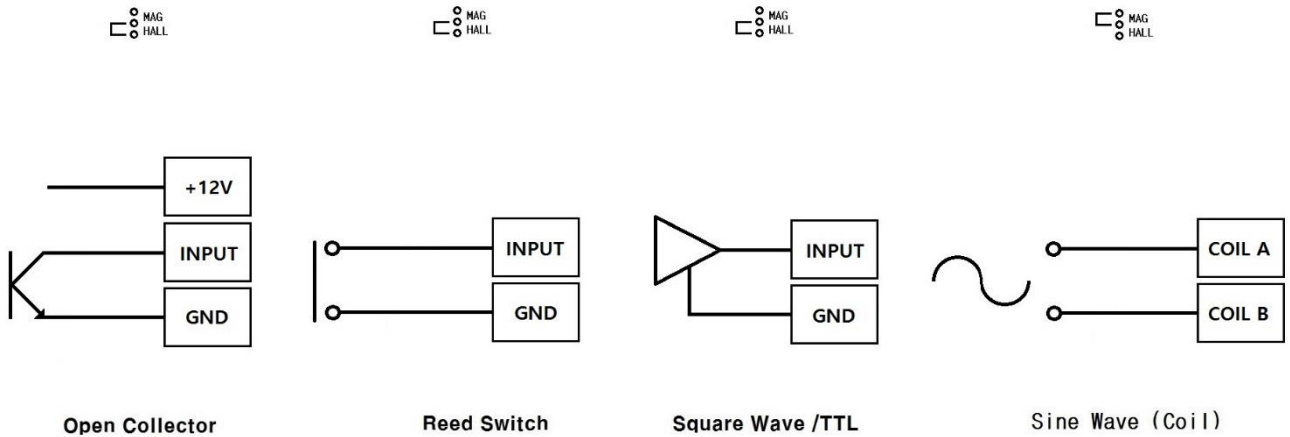 MAG
HALL
MAG
HALL
MAG
HALL
MAG
HALL
+12V
INPUT
GND
Open Collector
INPUT
GND
Reed Switch
INPUT
GND
Square Wave /TTL
COIL A
COIL B
Sine Wave (Coil)